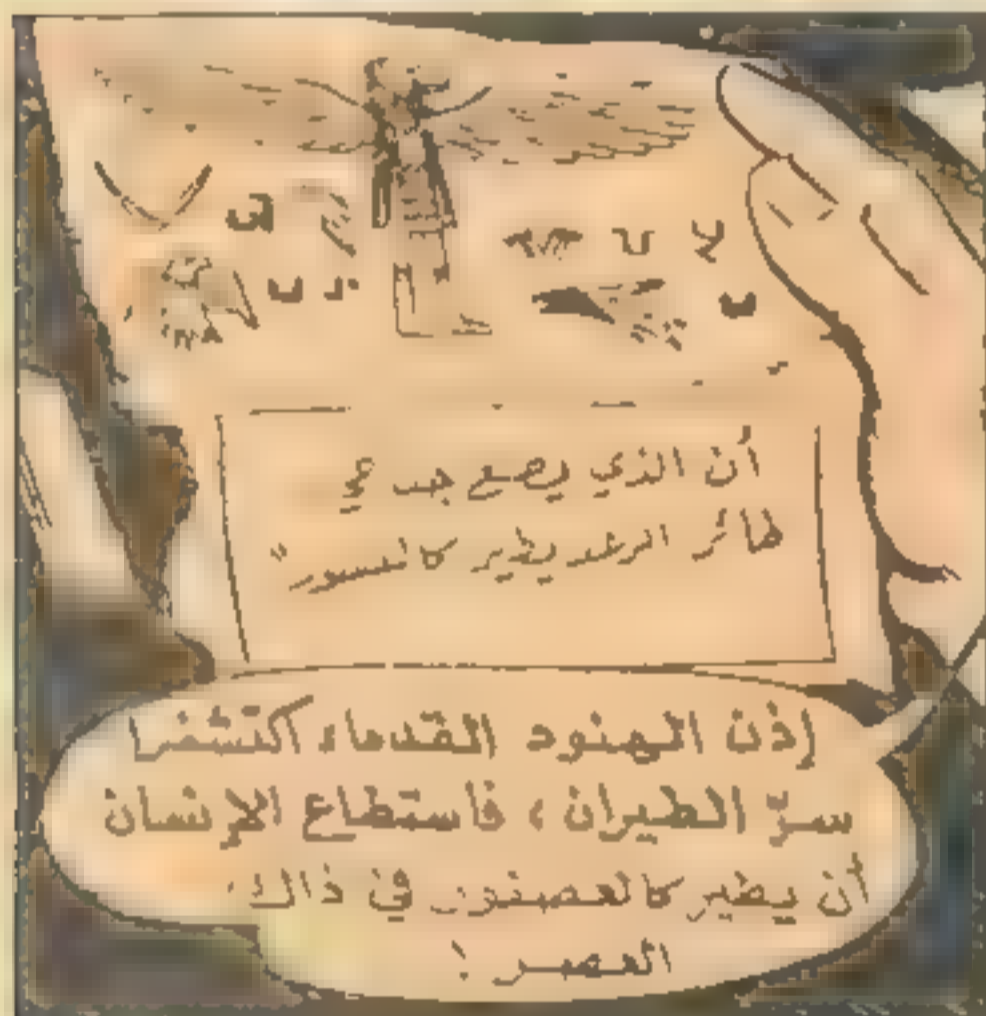 أن الذي يضع
طائر الرعد يطير كالنسور"
إذن الهنود القدماء اكتشفوا
سرّ الطيران ، فاستطاع الإنسان
أن يطير كالعصفور في ذلك
العصر !